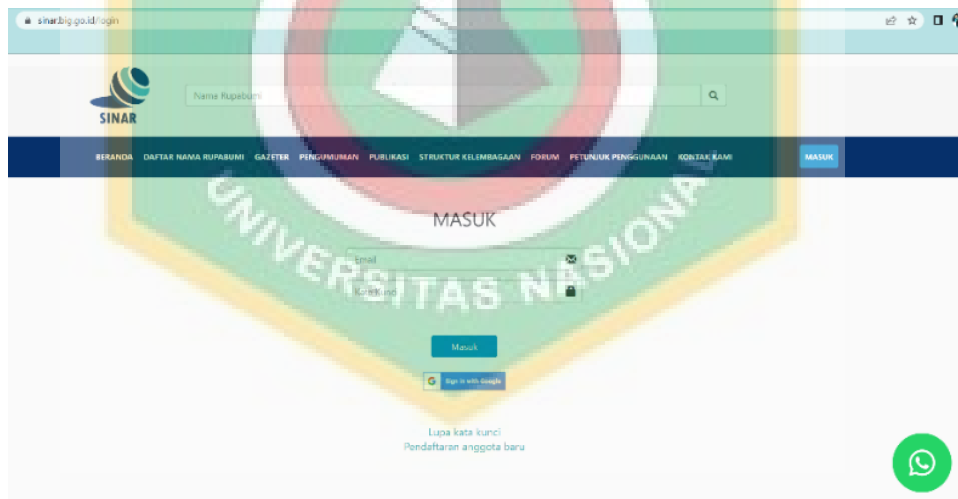 sinar.big.go.id/login
Nama Rupabumi
SINAR
BERANDA DAFTAR NAMA RUPABUMI GAZETER PENGUMUMAN PUBLIKASI STRUKTUR KELEMBAGAAN FORUM PETUNJUK PENGGUNAAN KONTAK KAMI MASUK
MASUK
Email
Kata Kunci
UNIVERSITAS NASIONAL
Masuk
G Sign in with Google
Lupa kata kunci
Pendaftaran anggota baru